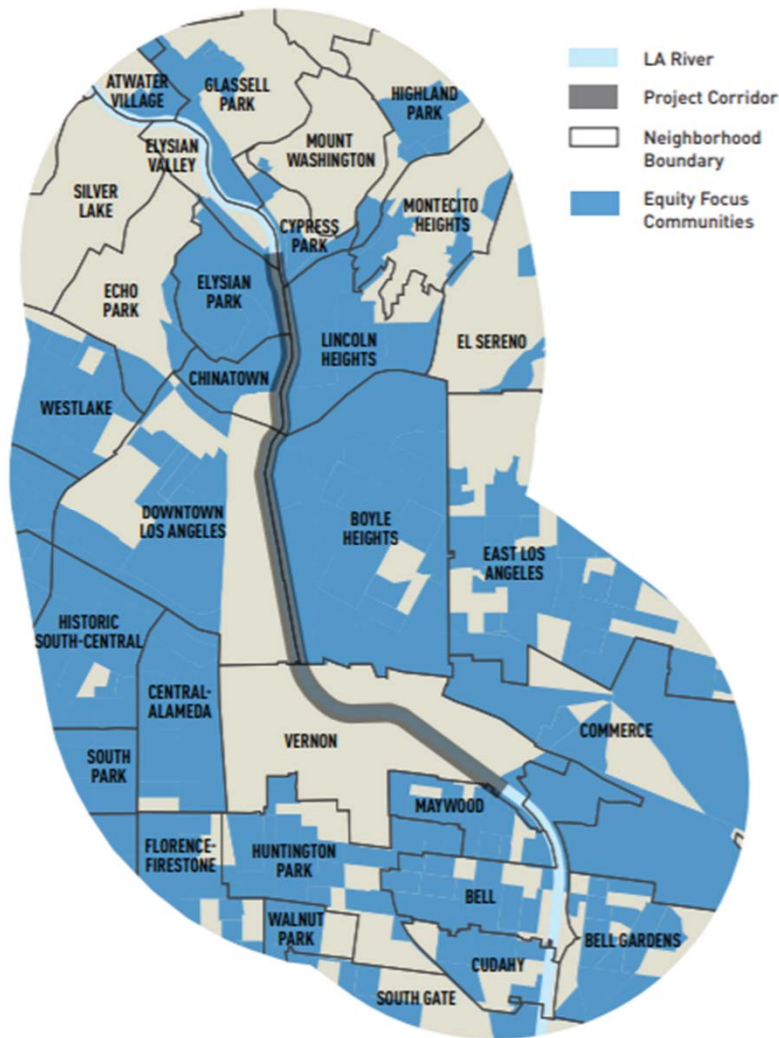 LA River
Project Corridor
Neighborhood
Boundary
Equity Focus
Communities
ATWATER
VILLAGE
GLASSELL
PARK
HIGHLAND
PARK
ELYSIAN
VALLEY
MOUNT
WASHINGTON
SILVER
LAKE
MONTECITO
HEIGHTS
CYPRESS
PARK
ECHO
PARK
ELYSIAN
PARK
LINCOLN
HEIGHTS
EL SERENO
CHINATOWN
WESTLAKE
DOWNTOWN
LOS ANGELES
BOYLE
HEIGHTS
EAST LOS
ANGELES
HISTORIC
SOUTH-CENTRAL
CENTRAL-
ALAMEDA
VERNON
COMMERCE
SOUTH
PARK
MAYWOOD
FLORENCE-
FIRESTONE
HUNTINGTON
PARK
BELL
WALNUT
PARK
BELL GARDENS
CUDAHY
SOUTH GATE